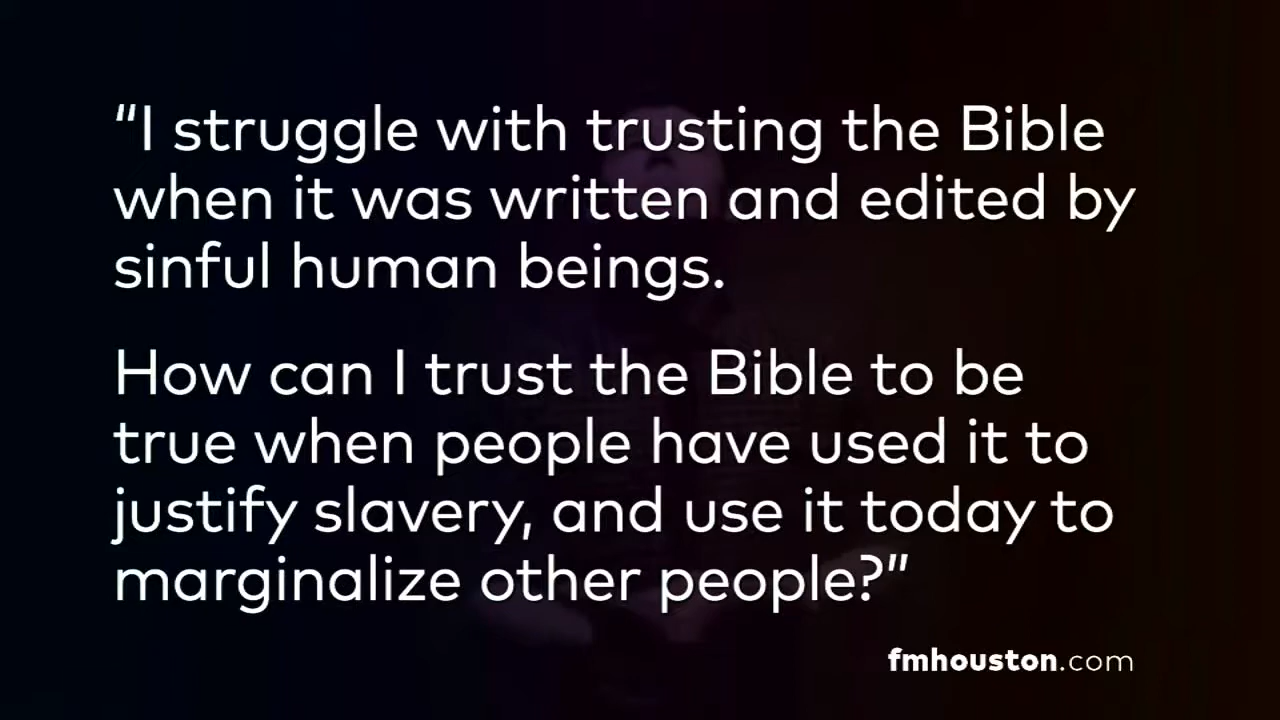 “I struggle with trusting the Bible
when it was written and edited by
sinful human beings.
How can I trust the Bible to be
true when people have used it to
justify slavery, and use it today to
marginalize other people?”
fmhouston.com